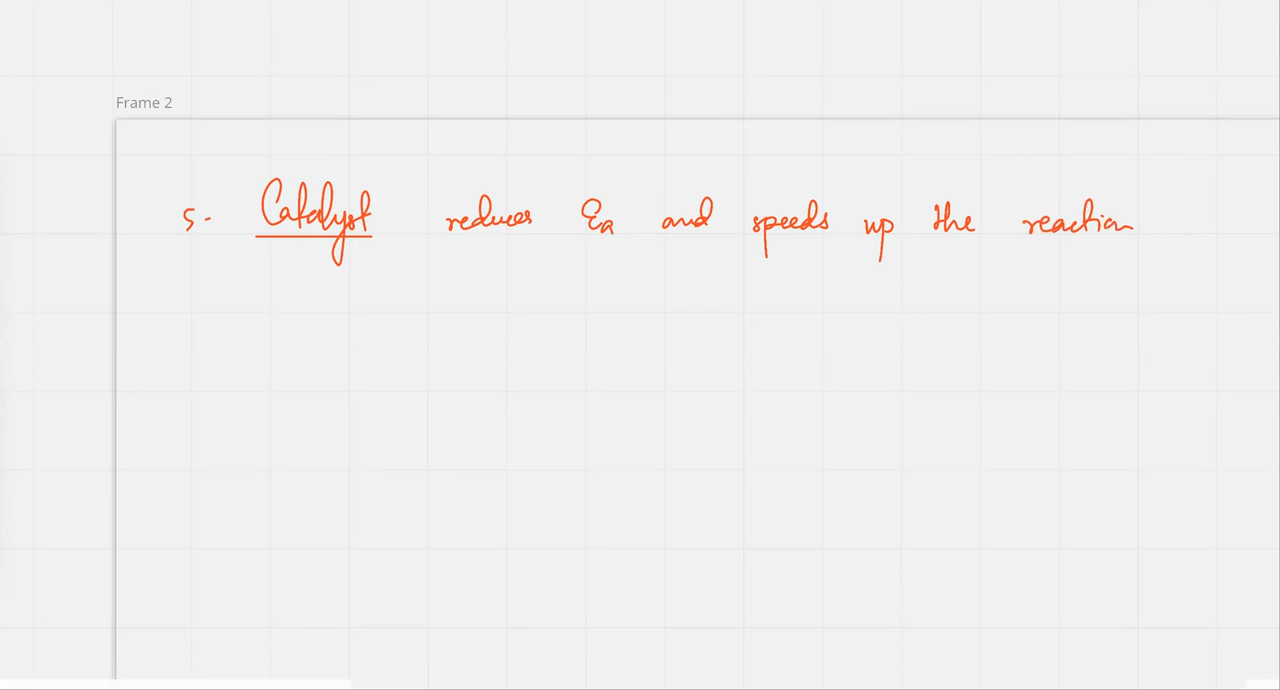 Frame 2
5. Catalyst reduces Ea and speeds up the reaction